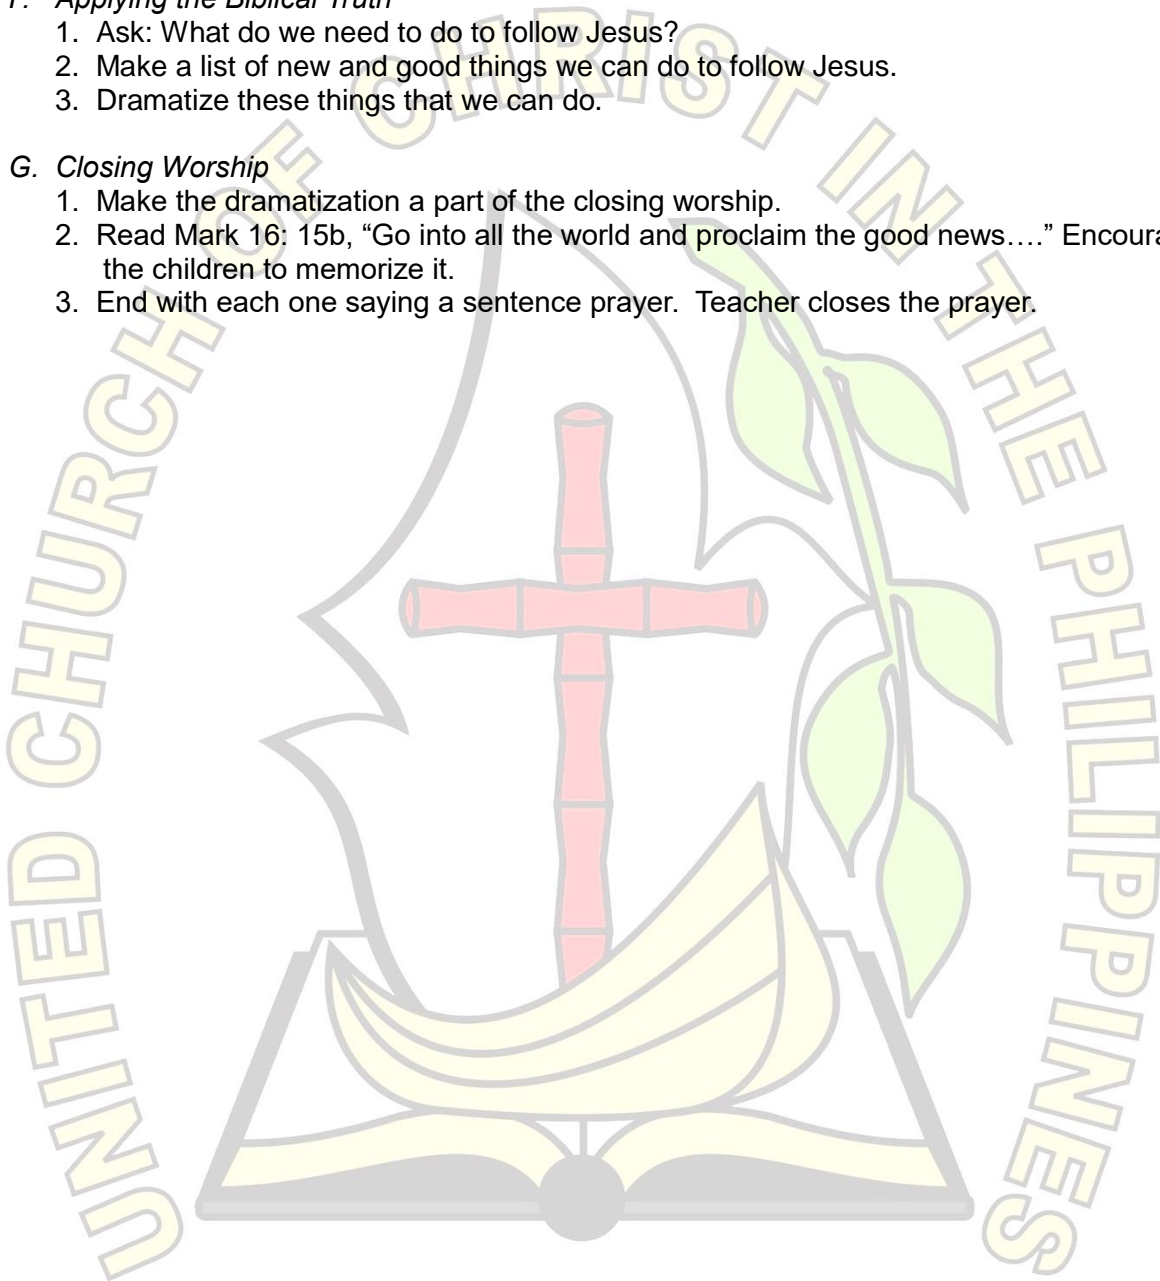 F. Applying the Biblical Truth
1. Ask: What do we need to do to follow Jesus?
2. Make a list of new and good things we can do to follow Jesus.
3. Dramatize these things that we can do.
G. Closing Worship
1. Make the dramatization a part of the closing worship.
2. Read Mark 16: 15b, “Go into all the world and proclaim the good news….” Encoura
the children to memorize it.
3. End with each one saying a sentence prayer.  Teacher closes the prayer.
UNITED CHURCH OF CHRIST IN THE PHILIPPINES